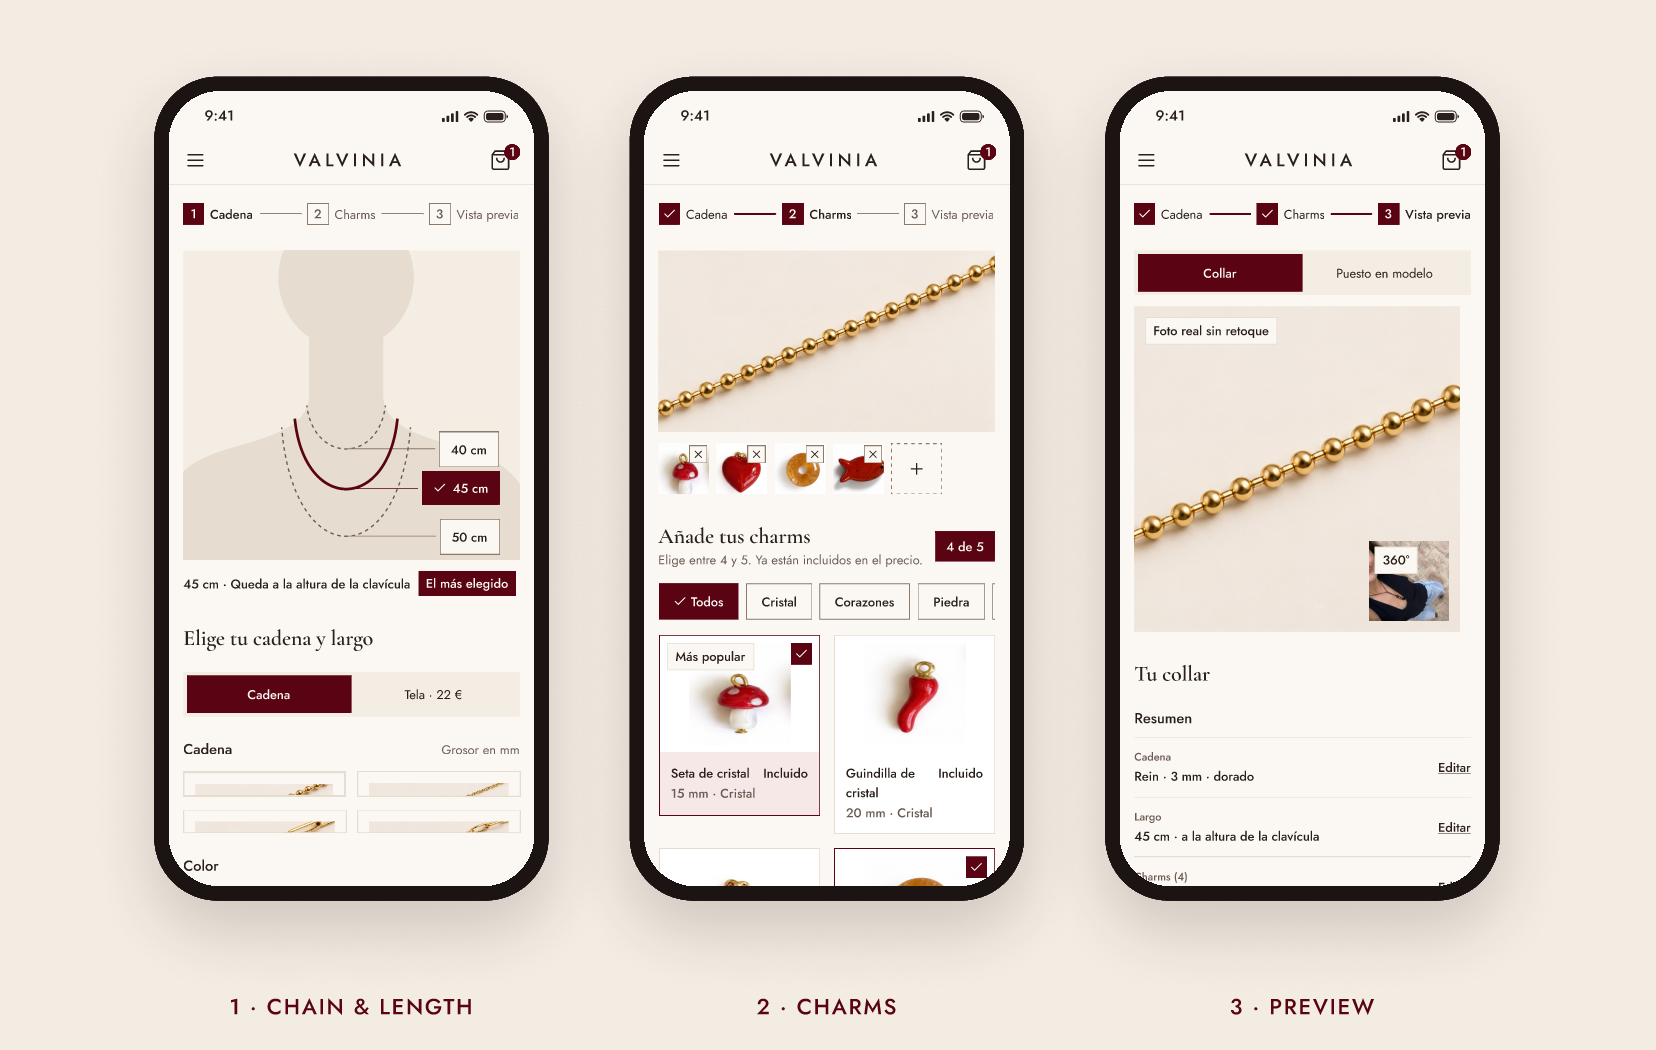 9:41
VALVINIA
1
1 Cadena 2 Charms 3 Vista previa
40 cm
45 cm
50 cm
45 cm · Queda a la altura de la clavícula El más elegido
Elige tu cadena y largo
Cadena Tela · 22 €
Cadena Grosor en mm
Color
1 · CHAIN & LENGTH
9:41
VALVINIA
1
Cadena 2 Charms 3 Vista previa
Añade tus charms
Elige entre 4 y 5. Ya están incluidos en el precio.
4 de 5
Todos Cristal Corazones Piedra
Más popular
Seta de cristal Incluido
15 mm · Cristal
Guindilla de Incluido
cristal
20 mm · Cristal
2 · CHARMS
9:41
VALVINIA
1
Cadena Charms 3 Vista previa
Collar Puesto en modelo
Foto real sin retoque
360°
Tu collar
Resumen
Cadena
Rein · 3 mm · dorado
Editar
Largo
45 cm · a la altura de la clavícula
Editar
Charms (4)
3 · PREVIEW